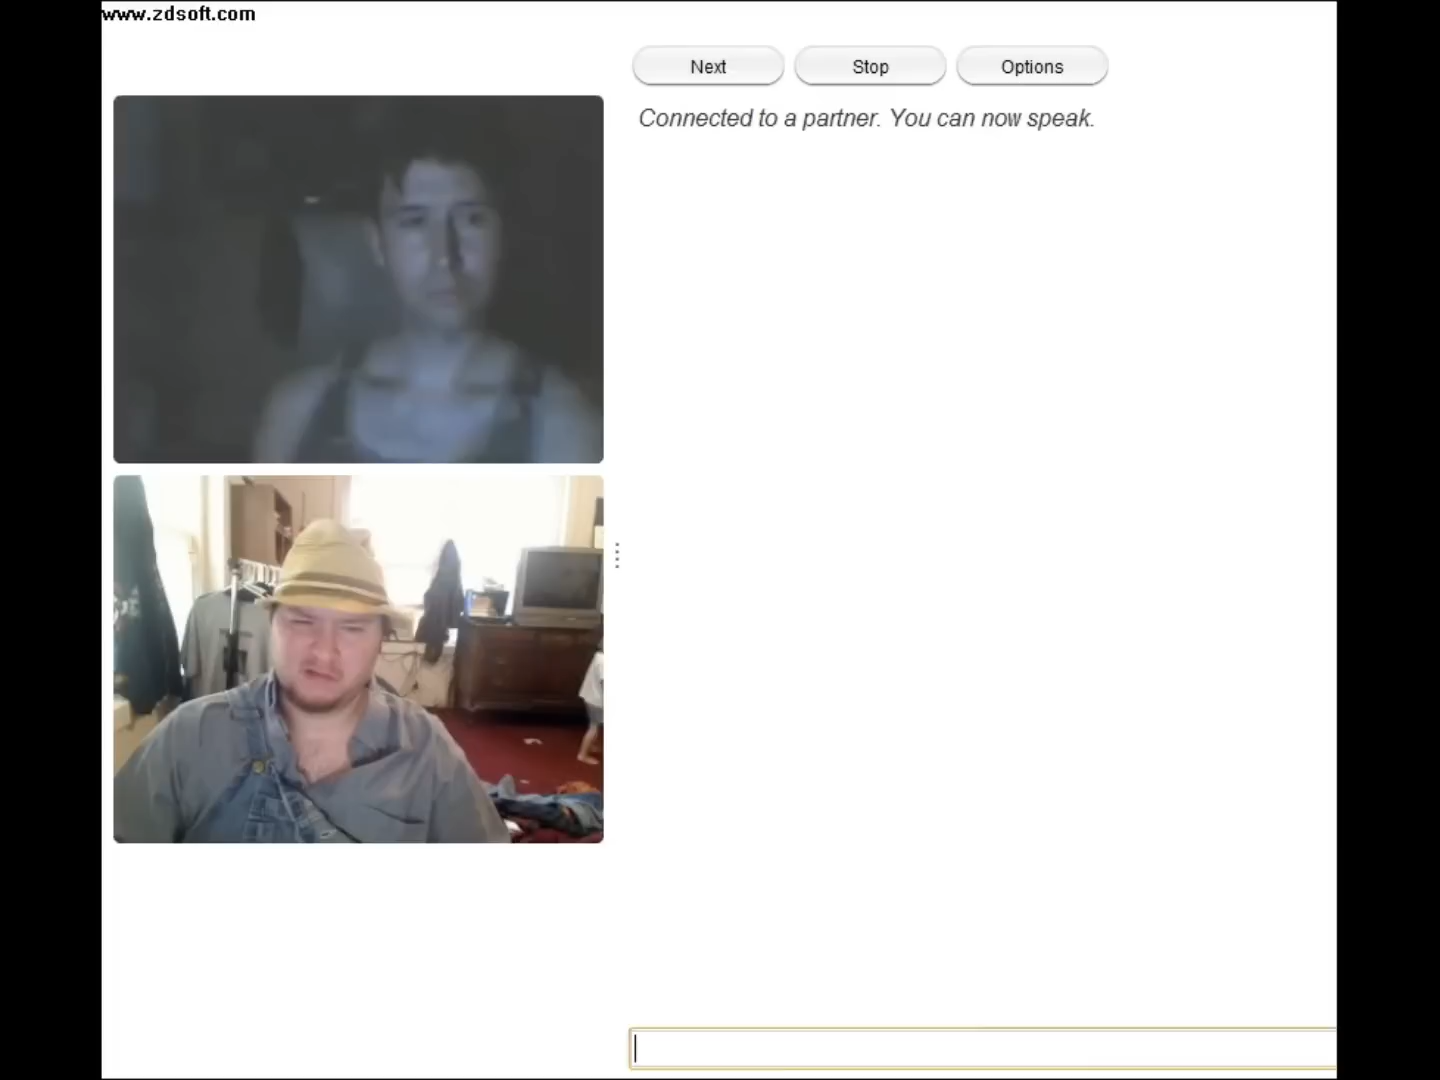 www.zdsoft.com
Next
Stop
Options
Connected to a partner. You can now speak.